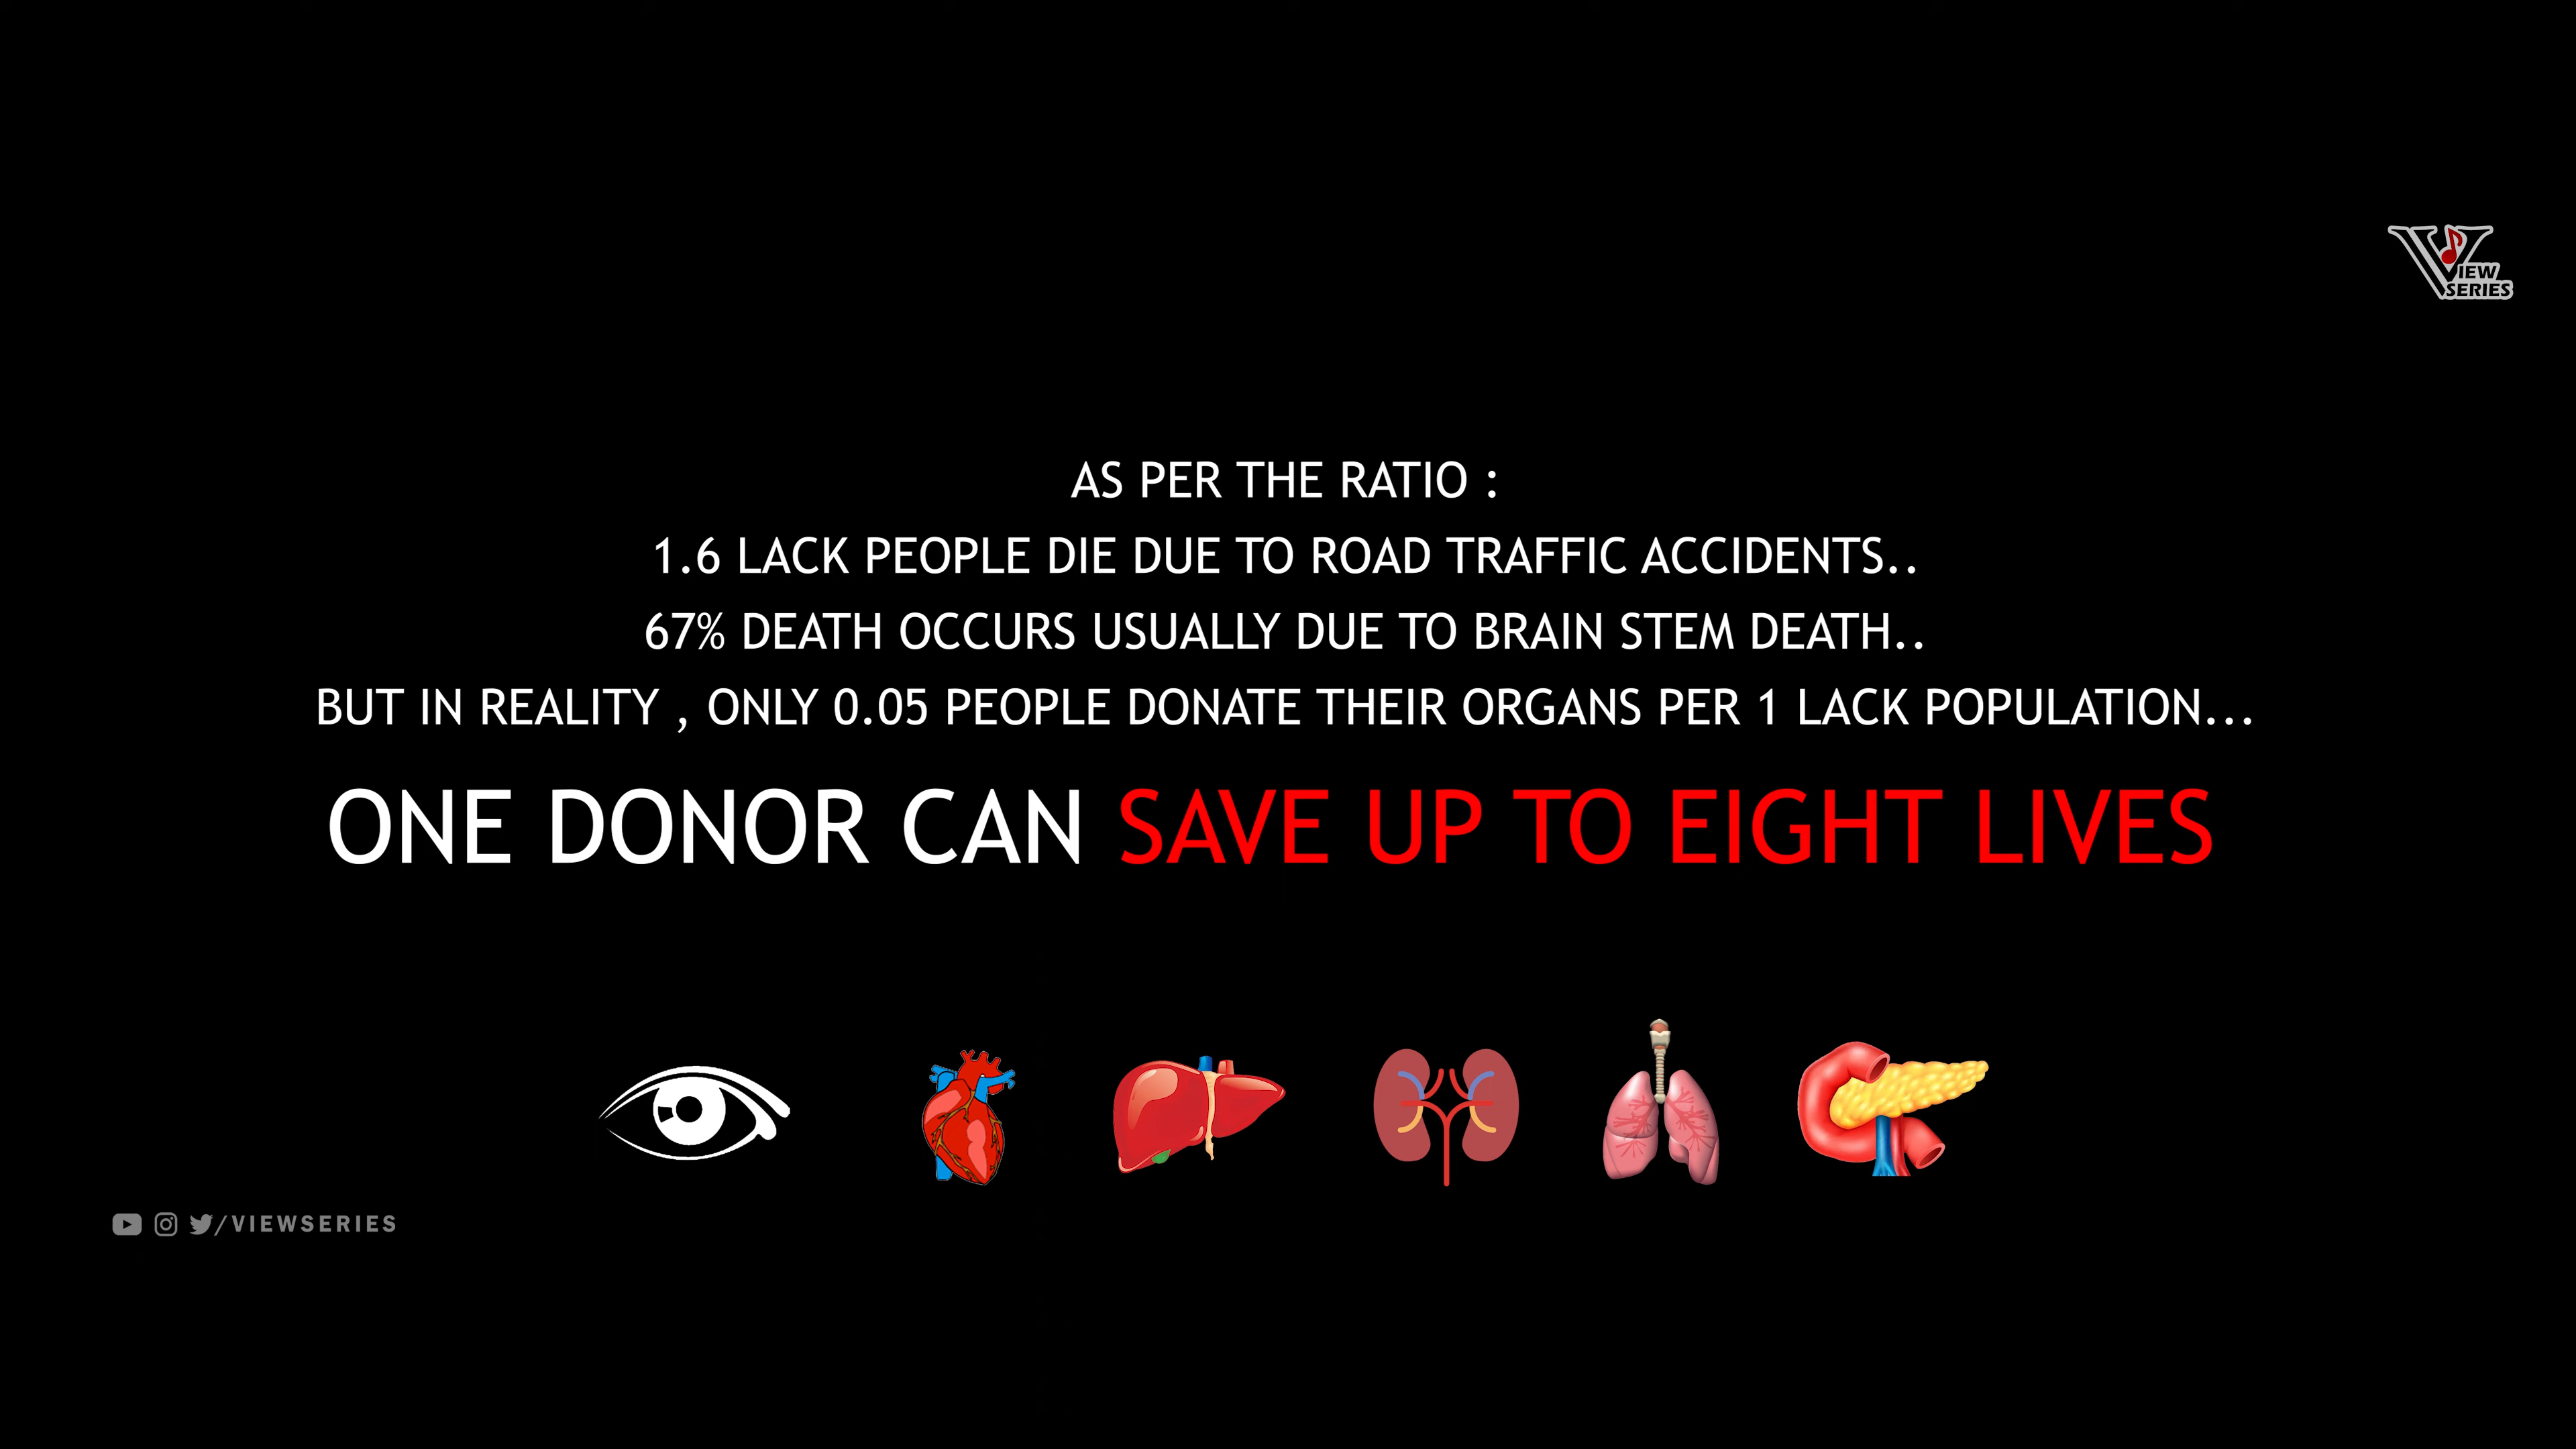 VIEW
SERIES
AS PER THE RATIO :
1.6 LACK PEOPLE DIE DUE TO ROAD TRAFFIC ACCIDENTS..
67% DEATH OCCURS USUALLY DUE TO BRAIN STEM DEATH..
BUT IN REALITY , ONLY 0.05 PEOPLE DONATE THEIR ORGANS PER 1 LACK POPULATION...
ONE DONOR CAN SAVE UP TO EIGHT LIVES
/VIEWSERIES